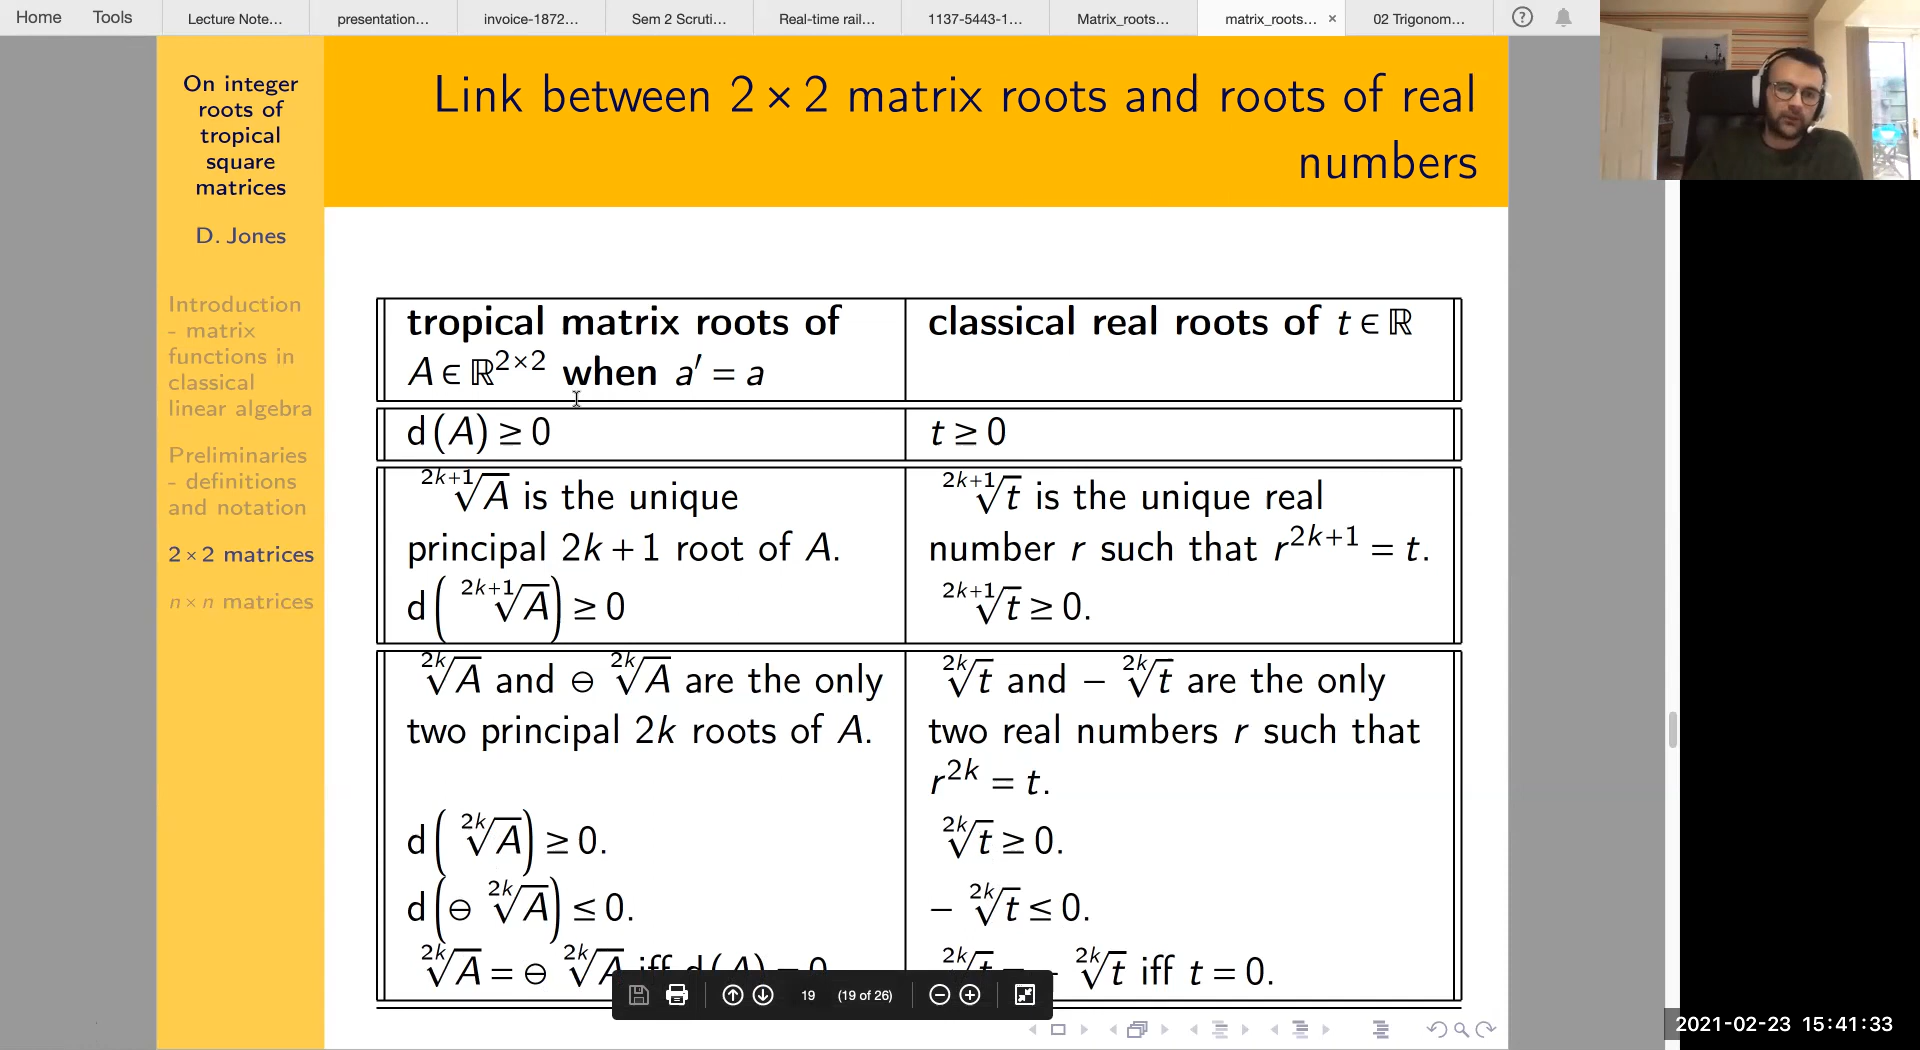 Home Tools Lecture Note... presentation... invoice-1872... Sem 2 Scruti... Real-time rail... 1137-5443-1... Matrix_roots... matrix_roots... × 02 Trigonom...
On integer
roots of
tropical
square
matrices
D. Jones
Introduction
- matrix
functions in
classical
linear algebra
Preliminaries
- definitions
and notation
2 × 2 matrices
n × n matrices
Link between 2 × 2 matrix roots and roots of real
numbers
tropical matrix roots of
A ∈ ℝ^{2×2} when a′ = a
classical real roots of t ∈ ℝ
d(A) ≥ 0
t ≥ 0
^{2k+1}√A is the unique
principal 2k + 1 root of A.
d(^{2k+1}√A) ≥ 0
^{2k+1}√t is the unique real
number r such that r^{2k+1} = t.
^{2k+1}√t ≥ 0.
^{2k}√A and ⊖ ^{2k}√A are the only
two principal 2k roots of A.
d(^{2k}√A) ≥ 0.
d(⊖ ^{2k}√A) ≤ 0.
^{2k}√A = ⊖ ^{2k}√A iff d(A) = 0
^{2k}√t and − ^{2k}√t are the only
two real numbers r such that
r^{2k} = t.
^{2k}√t ≥ 0.
− ^{2k}√t ≤ 0.
^{2k}√t = − ^{2k}√t iff t = 0.
19 (19 of 26)
2021-02-23 15:41:33